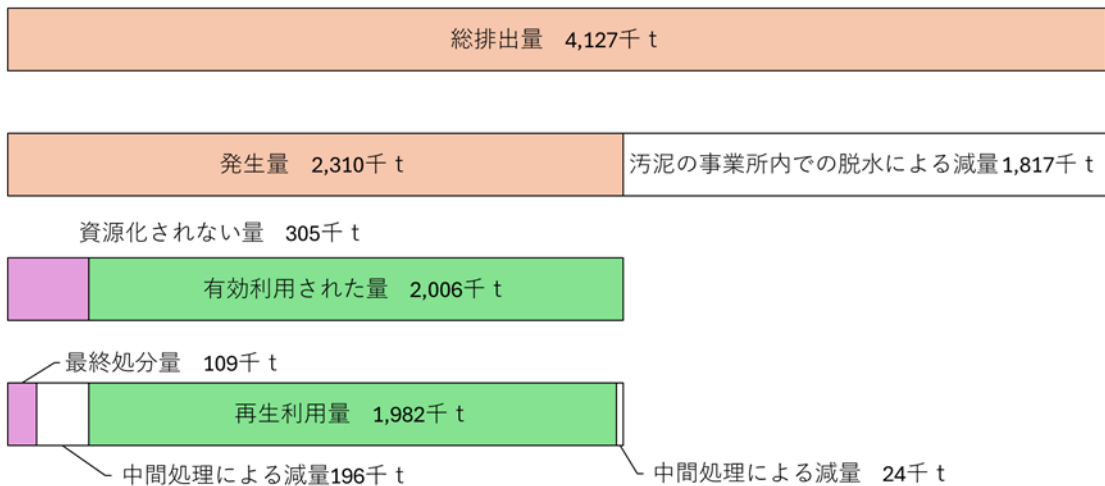 総排出量 4,127千ｔ
発生量 2,310千ｔ 汚泥の事業所内での脱水による減量1,817千ｔ
資源化されない量 305千ｔ
有効利用された量 2,006千ｔ
最終処分量 109千ｔ
再生利用量 1,982千ｔ
中間処理による減量196千ｔ 中間処理による減量 24千ｔ